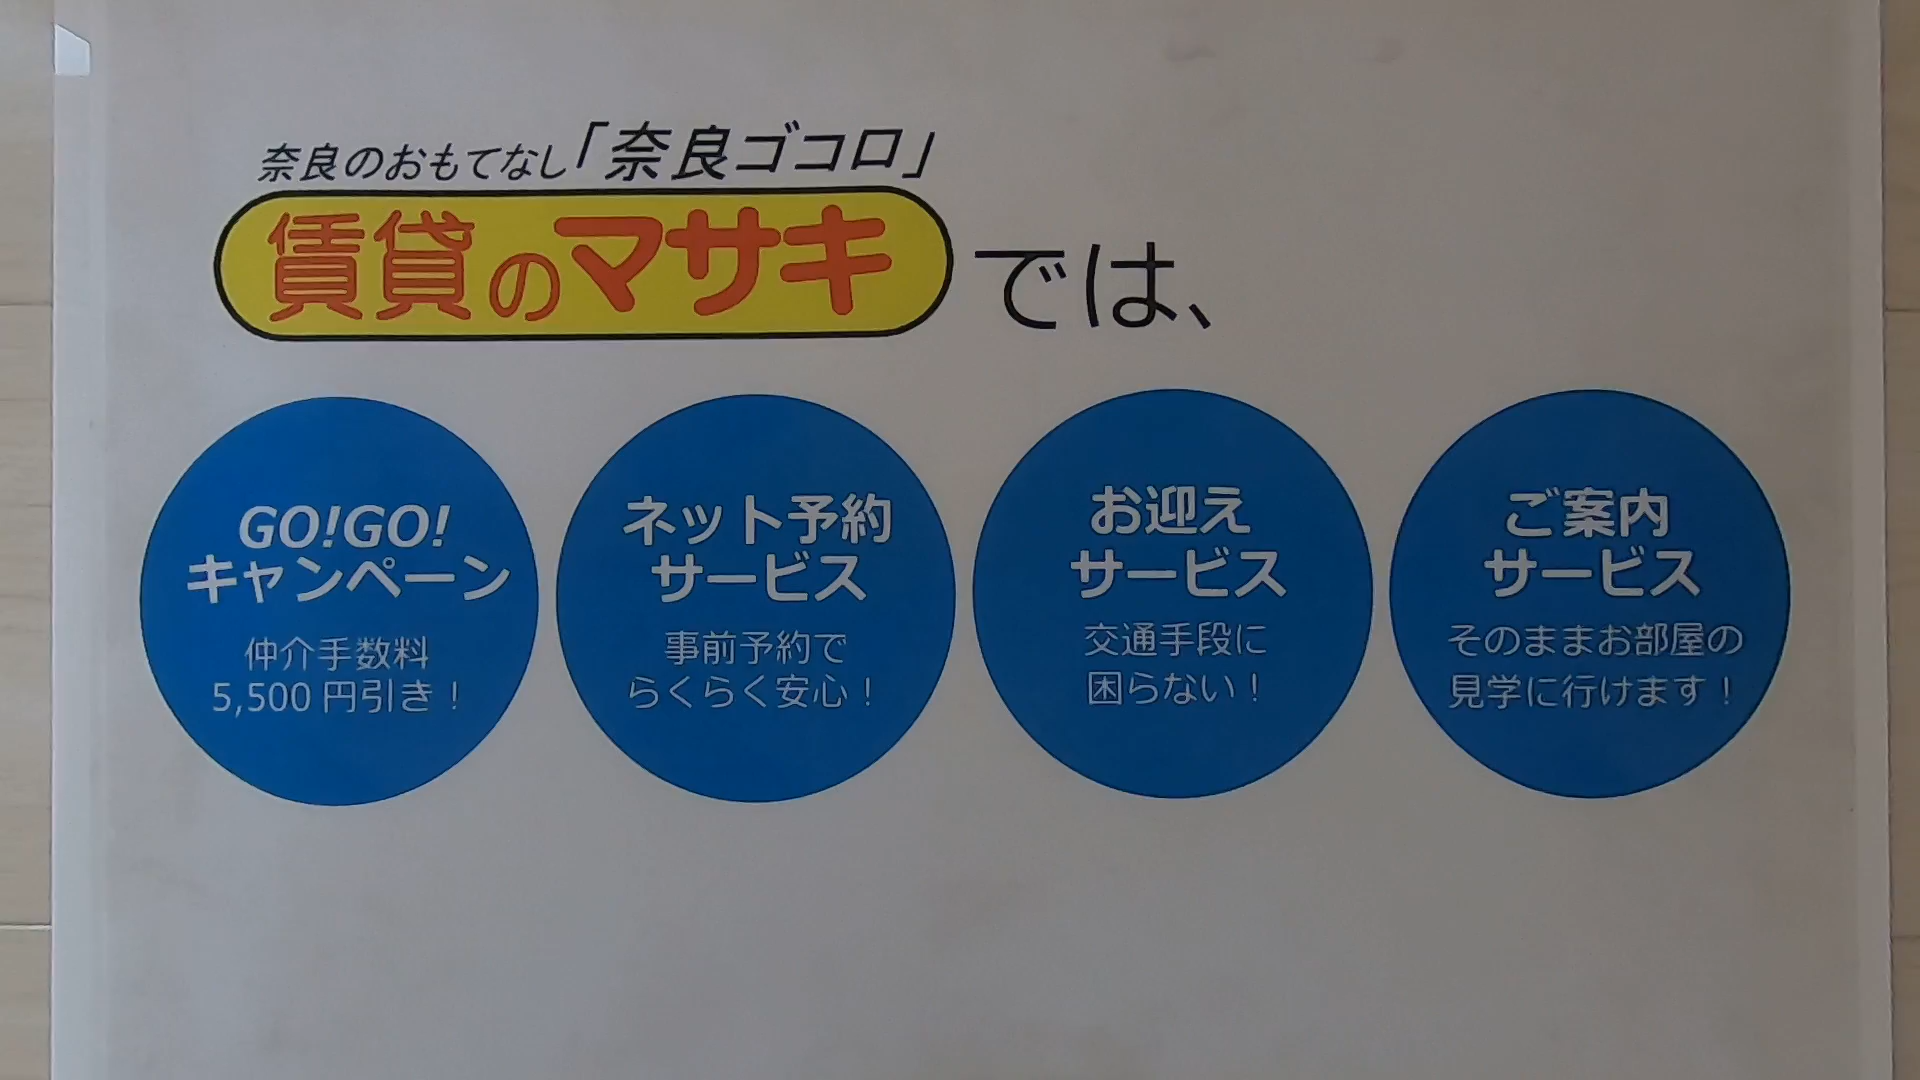 奈良のおもてなし「奈良ゴコロ」
賃貸のマサキでは、
GO!GO!
キャンペーン
仲介手数料
5,500 円引き！
ネット予約
サービス
事前予約で
らくらく安心！
お迎え
サービス
交通手段に
困らない！
ご案内
サービス
そのままお部屋の
見学に行けます！